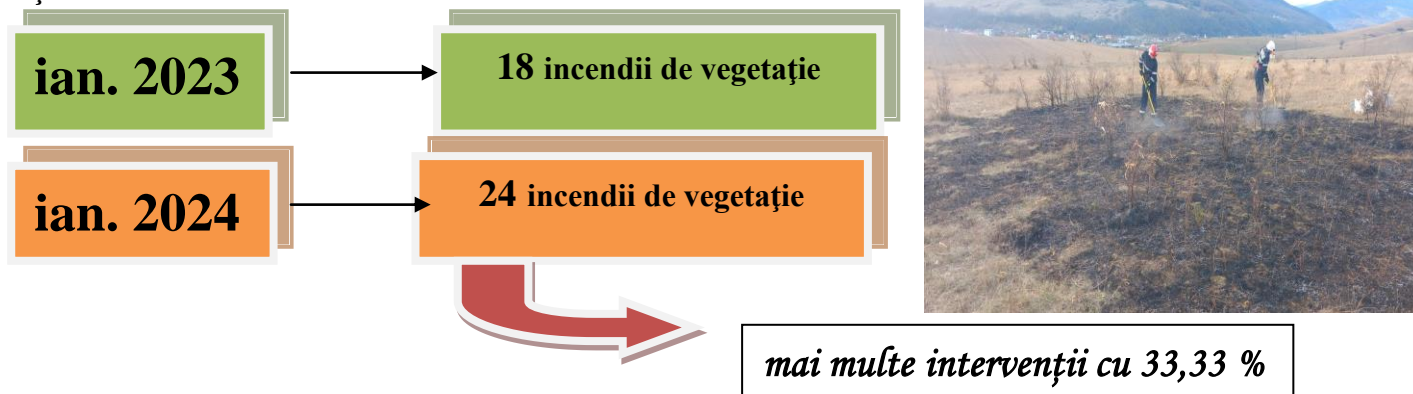 ian. 2023
18 incendii de vegetaţie
ian. 2024
24 incendii de vegetaţie
mai multe intervenții cu 33,33 %